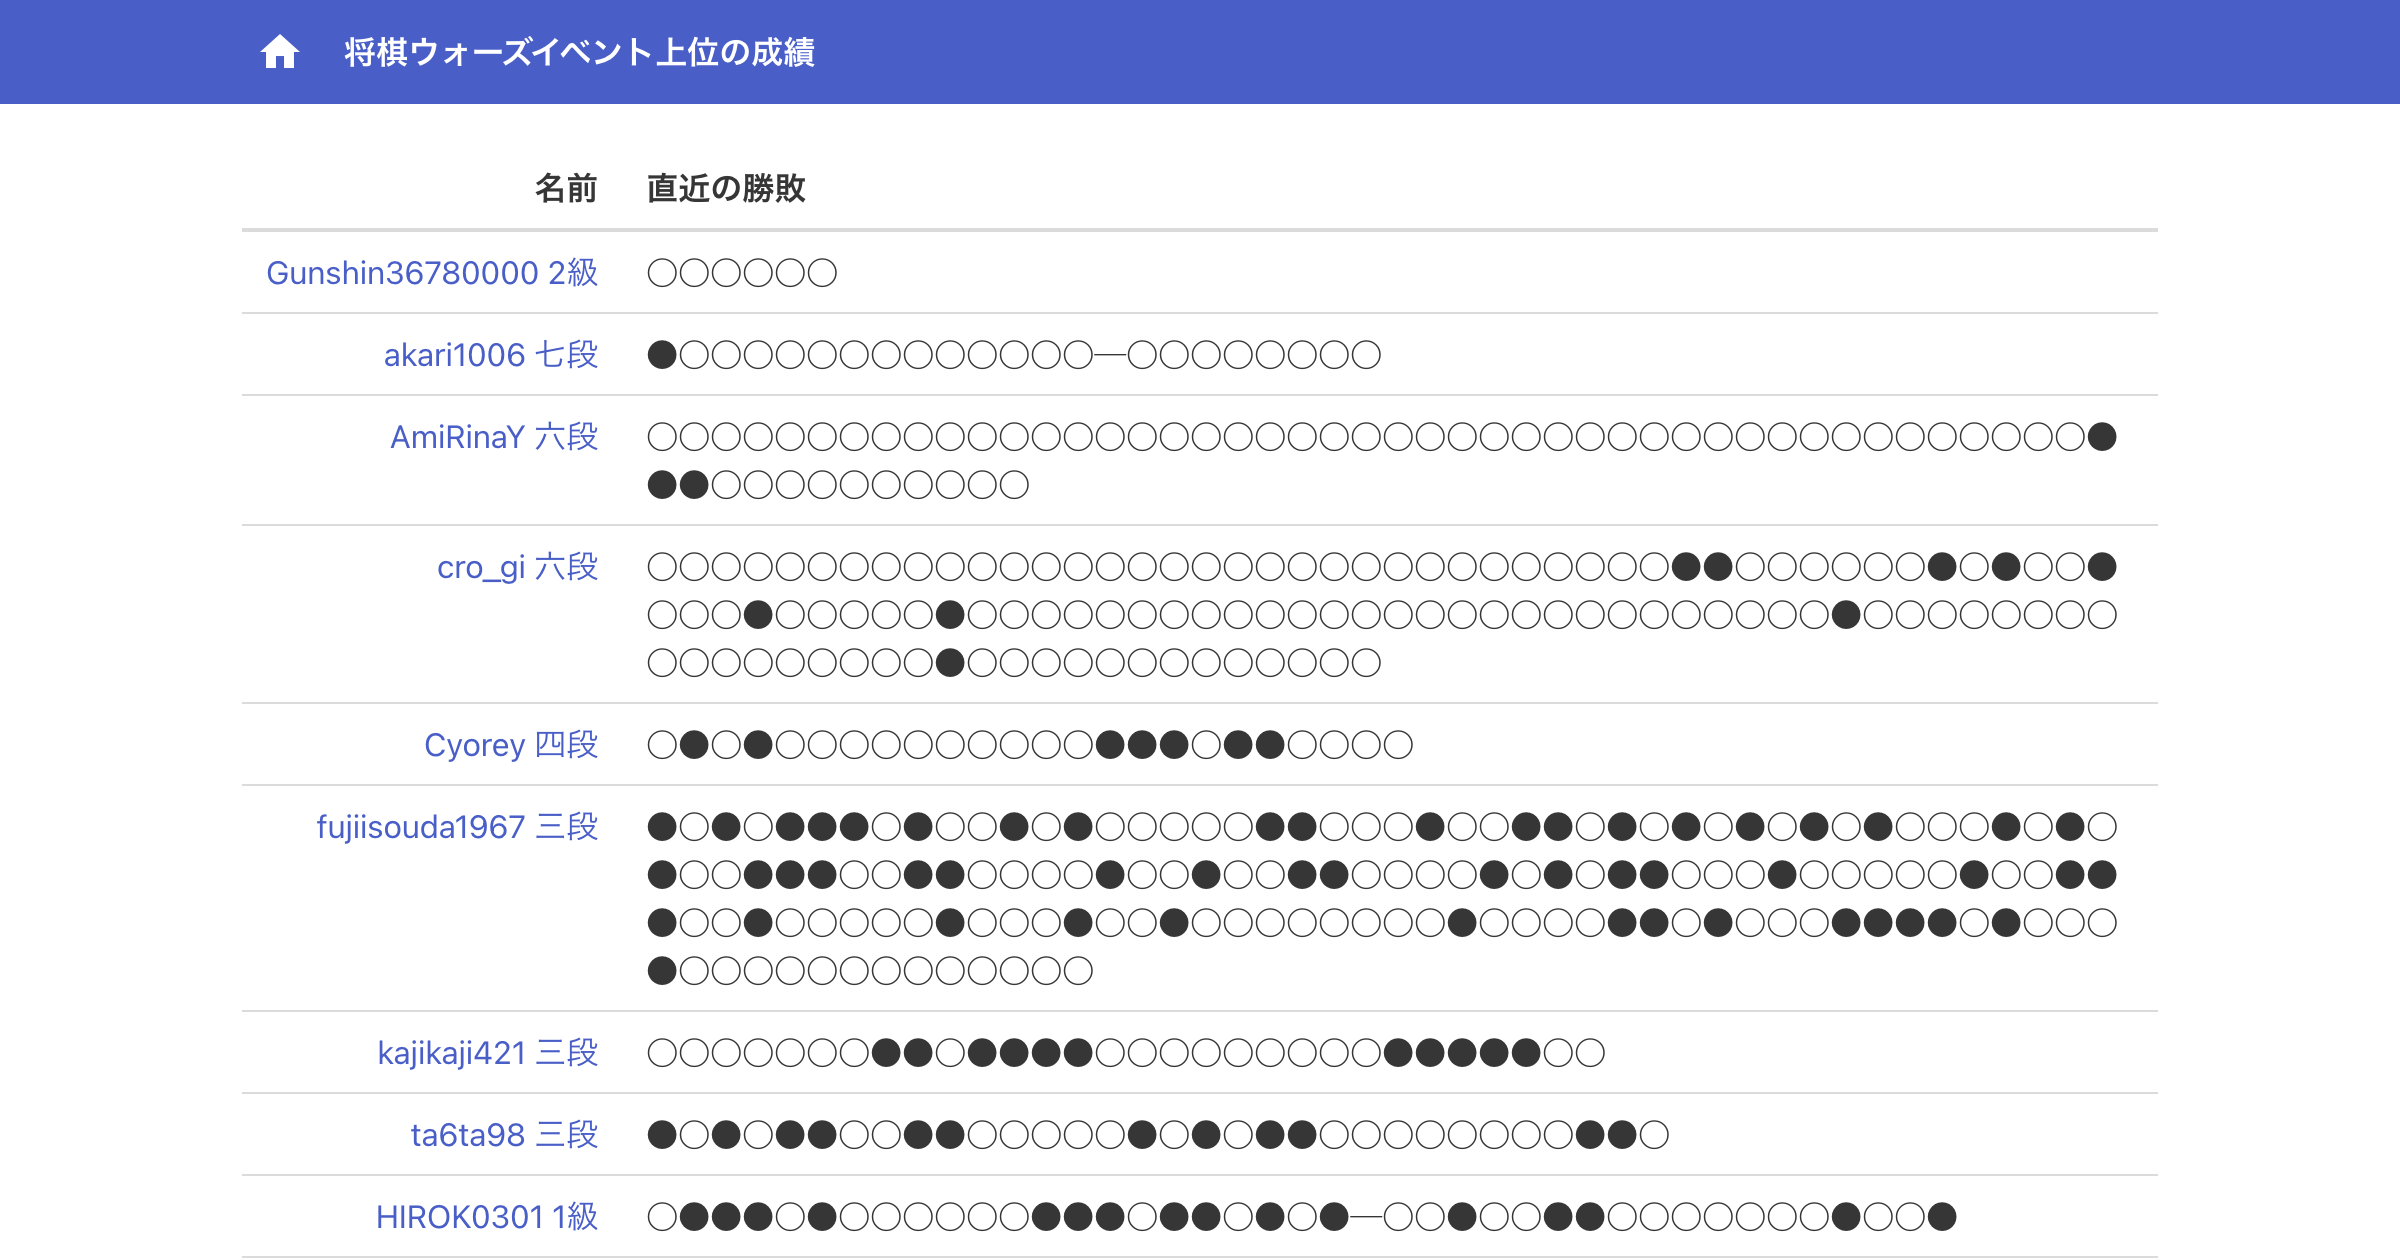 将棋ウォーズイベント上位の成績
名前 直近の勝敗
Gunshin36780000 2級 ○○○○○○
akari1006 七段 ●○○○○○○○○○○○○○─○○○○○○○○
AmiRinaY 六段 ○○○○○○○○○○○○○○○○○○○○○○○○○○○○○○○○○○○○○○○○○○○○○●
●●○○○○○○○○○○
cro_gi 六段 ○○○○○○○○○○○○○○○○○○○○○○○○○○○○○○○○●●○○○○○○●○●○○●
○○○●○○○○○●○○○○○○○○○○○○○○○○○○○○○○○○○○○●○○○○○○○○
○○○○○○○○○●○○○○○○○○○○○○○
Cyorey 四段 ○●○●○○○○○○○○○○●●●○●●○○○○
fujiisouda1967 三段 ●○●○●●●○●○○●○●○○○○○●●○○○●○○●●○●○●○●○●○●○○○●○●○
●○○●●●○○●●○○○○●○○●○○●●○○○○●○●○●●○○○●○○○○○●○○●●
●○○●○○○○○●○○○●○○●○○○○○○○○●○○○○●●○●○○○●●●●○●○○○
●○○○○○○○○○○○○○
kajikaji421 三段 ○○○○○○○●●○●●●●○○○○○○○○○●●●●●○○
ta6ta98 三段 ●○●○●●○○●●○○○○○●○●○●●○○○○○○○○●●○
HIROK0301 1級 ○●●●○●○○○○○○●●●○●●○●○●─○○●○○●●○○○○○○○●○○●